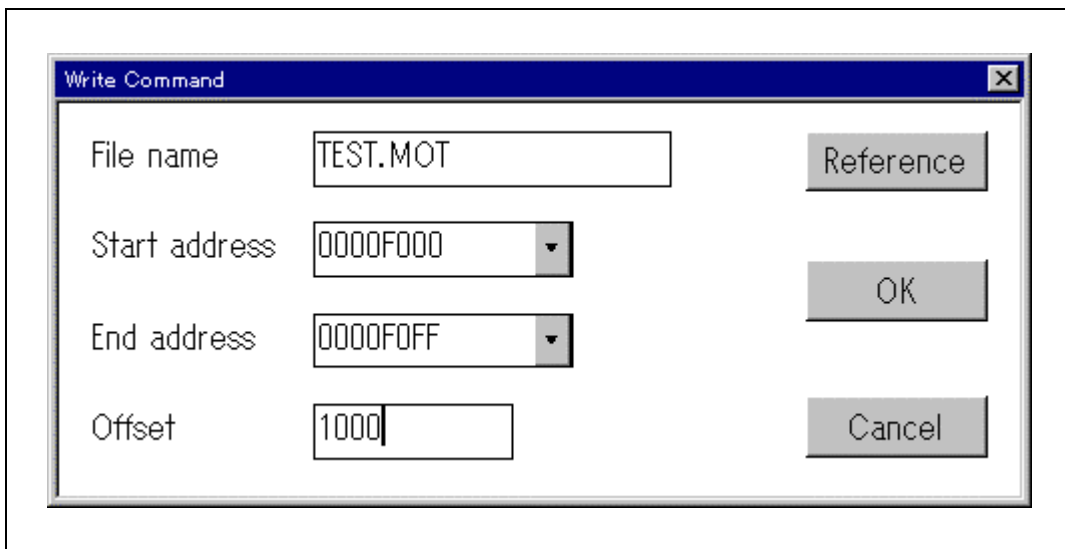 Write Command
File name TEST.MOT Reference
Start address 0000F000
OK
End address 0000F0FF
Offset 1000 Cancel